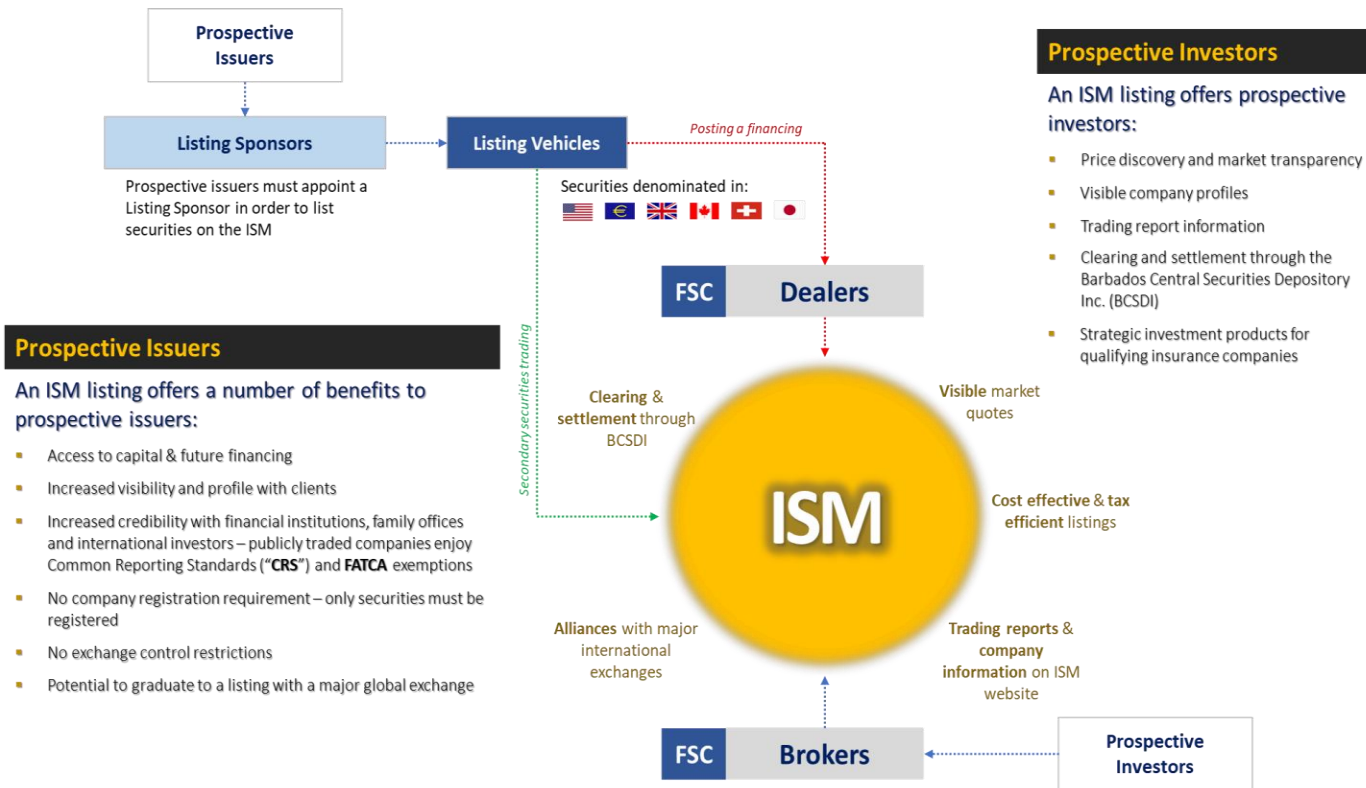 Prospective
Issuers
Listing Sponsors
Prospective issuers must appoint a
Listing Sponsor in order to list
securities on the ISM
Listing Vehicles
Posting a financing
Securities denominated in:
Secondary securities trading
FSC
Dealers
Prospective Investors
An ISM listing offers prospective
investors:
Price discovery and market transparency
Visible company profiles
Trading report information
Clearing and settlement through the
Barbados Central Securities Depository
Inc. (BCSDI)
Strategic investment products for
qualifying insurance companies
Prospective Issuers
An ISM listing offers a number of benefits to
prospective issuers:
Access to capital & future financing
Increased visibility and profile with clients
Increased credibility with financial institutions, family offices
and international investors – publicly traded companies enjoy
Common Reporting Standards (“CRS”) and FATCA exemptions
No company registration requirement – only securities must be
registered
No exchange control restrictions
Potential to graduate to a listing with a major global exchange
Clearing &
settlement through
BCSDI
Visible market
quotes
ISM
Cost effective & tax
efficient listings
Alliances with major
international
exchanges
Trading reports &
company
information on ISM
website
FSC
Brokers
Prospective
Investors